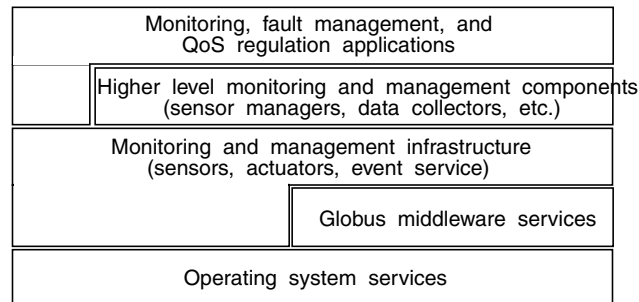 Monitoring, fault management, and
QoS regulation applications
Higher level monitoring and management components
(sensor managers, data collectors, etc.)
Monitoring and management infrastructure
(sensors, actuators, event service)
Globus middleware services
Operating system services